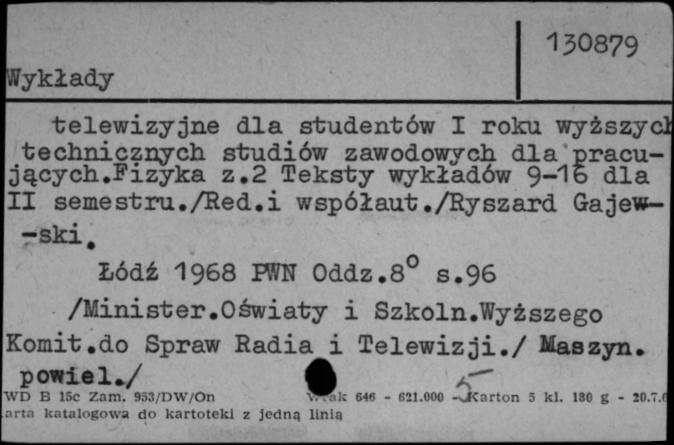 130879
Wykłady
telewizyjne dla studentów I roku wyższych
technicznych studiów zawodowych dla pracu-
jących.Fizyka z.2 Teksty wykładów 9-16 dla
II semestru./Red.i współaut./Ryszard Gajew-
-ski.
Łódź 1968 PWN Oddz.8° s.96
/Minister.Oświaty i Szkoln.Wyższego
Komit.do Spraw Radia i Telewizji./ Maszyn.
powiel./
WD B 15c Zam. 953/DW/On 646 - 621.000 - Karton 5 kl. 180 g - 20.7.6
arta katalogowa do kartoteki z jedną linią